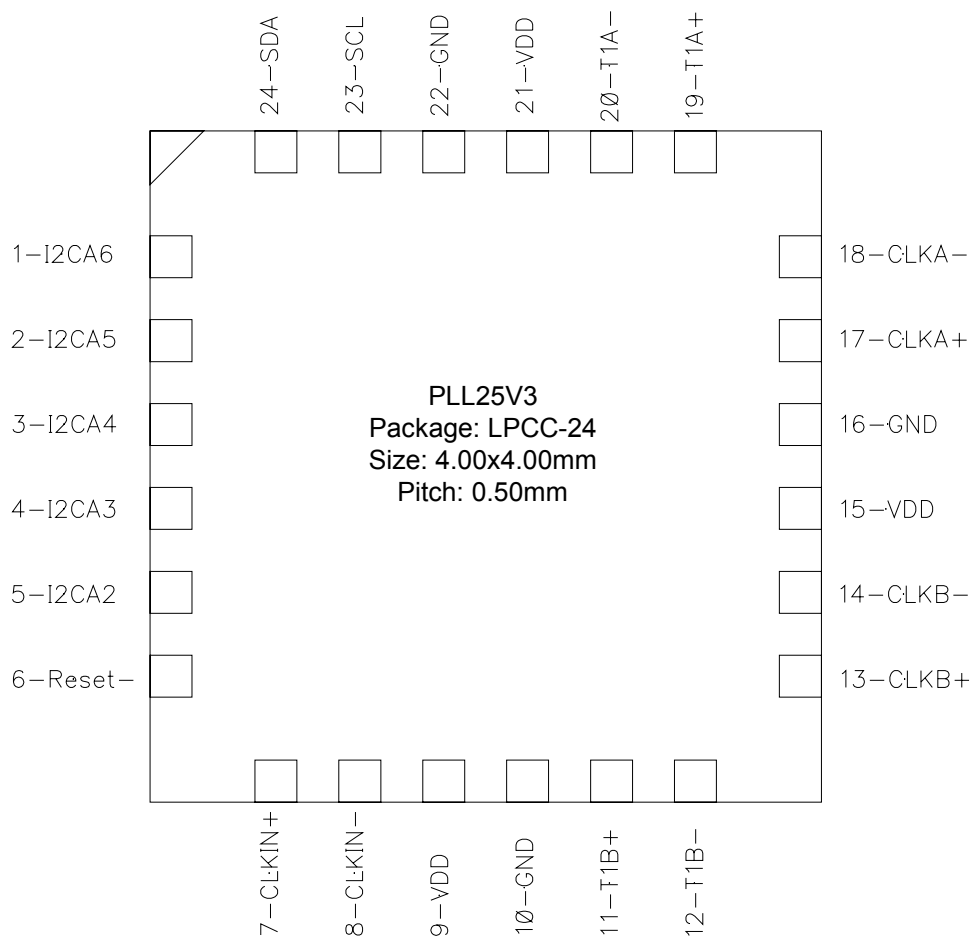 24-SDA
23-SCL
22-GND
21-VDD
20-T1A-
19-T1A+
1-I2CA6
2-I2CA5
3-I2CA4
4-I2CA3
5-I2CA2
6-Reset-
PLL25V3
Package: LPCC-24
Size: 4.00x4.00mm
Pitch: 0.50mm
18-CLKA-
17-CLKA+
16-GND
15-VDD
14-CLKB-
13-CLKB+
7-CLKIN+
8-CLKIN-
9-VDD
10-GND
11-T1B+
12-T1B-